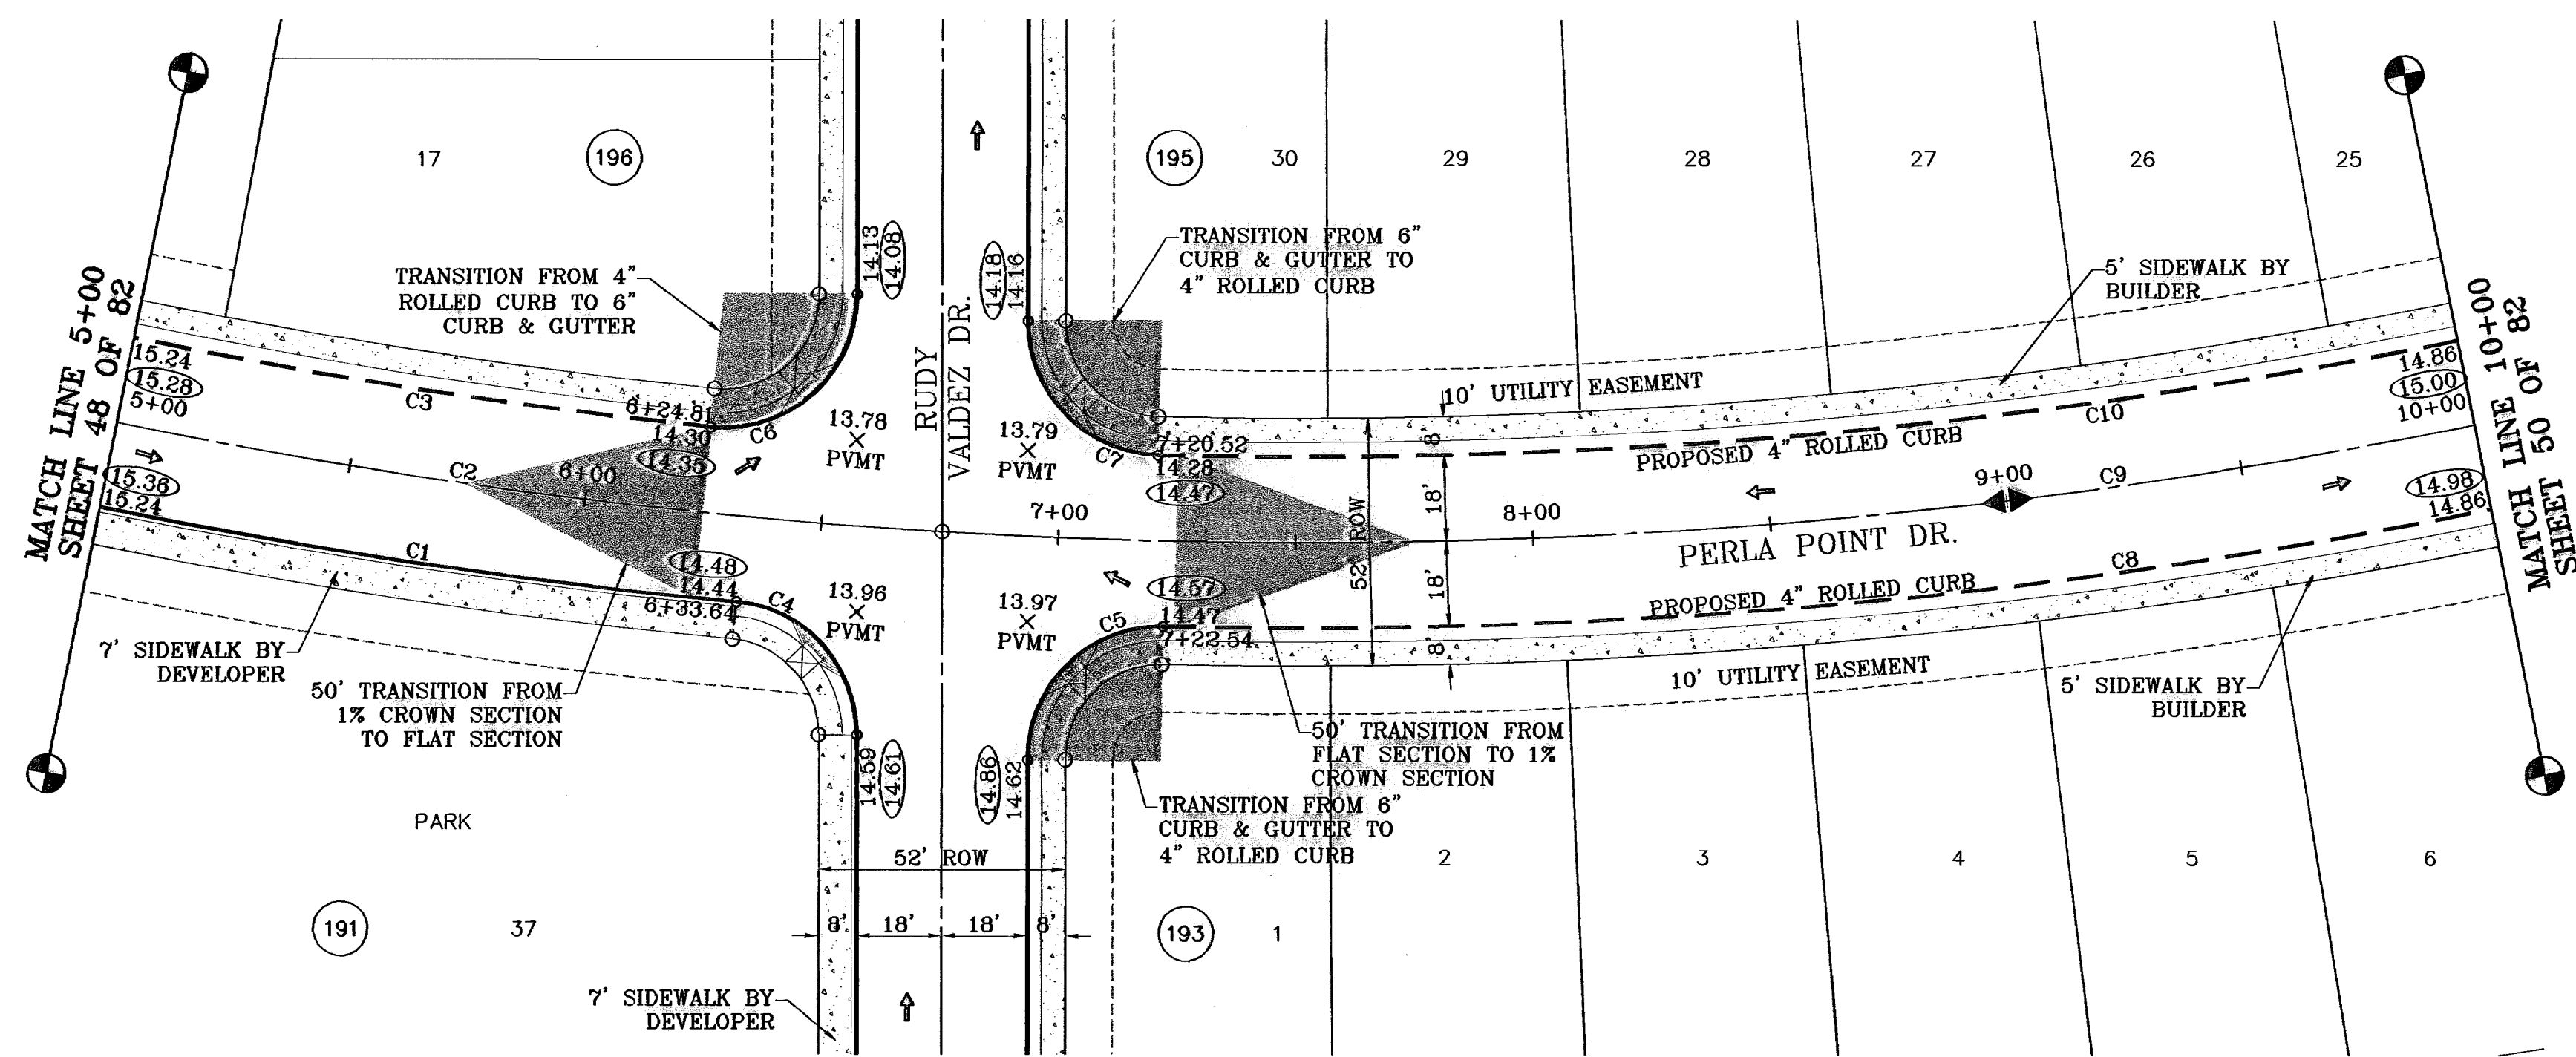 MATCH LINE 5+00
SHEET 48 OF 82
17
196
TRANSITION FROM 4"
ROLLED CURB TO 6"
CURB & GUTTER
14.13
14.08
14.18
14.16
RUDY
VALDEZ DR.
195
30
29
28
27
26
25
TRANSITION FROM 6"
CURB & GUTTER TO
4" ROLLED CURB
5' SIDEWALK BY
BUILDER
MATCH LINE 10+00
SHEET 50 OF 82
15.24
15.28
5+00
C3
6+24.81
14.30
14.35
C6
13.78
PVMT
13.79
PVMT
C7
7+20.52
14.28
14.47
10' UTILITY EASEMENT
8'
PROPOSED 4" ROLLED CURB
C10
14.86
15.00
10+00
15.36
15.24
C2
6+00
7+00
18'
52' ROW
8+00
9+00
C9
14.98
14.86
PERLA POINT DR.
C1
14.48
14.44
6+33.64
C4
13.96
PVMT
13.97
PVMT
C5
14.57
14.47
7+22.54
18'
8'
PROPOSED 4" ROLLED CURB
C8
10' UTILITY EASEMENT
7' SIDEWALK BY
DEVELOPER
50' TRANSITION FROM
1% CROWN SECTION
TO FLAT SECTION
14.59
14.61
14.86
14.62
50' TRANSITION FROM
FLAT SECTION TO 1%
CROWN SECTION
5' SIDEWALK BY
BUILDER
TRANSITION FROM 6"
CURB & GUTTER TO
4" ROLLED CURB
PARK
52' ROW
2
3
4
5
6
191
37
8'
18'
18'
8'
193
1
7' SIDEWALK BY
DEVELOPER